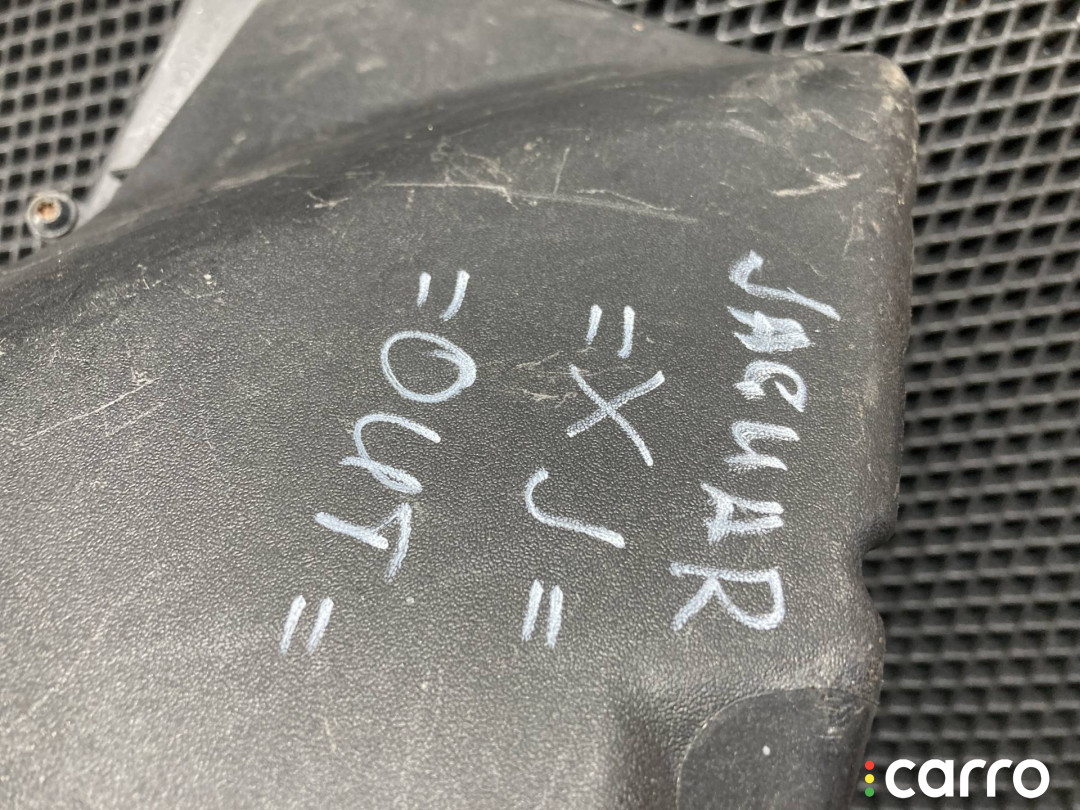 JAGUAR
=XJ=
=OUT=
carro